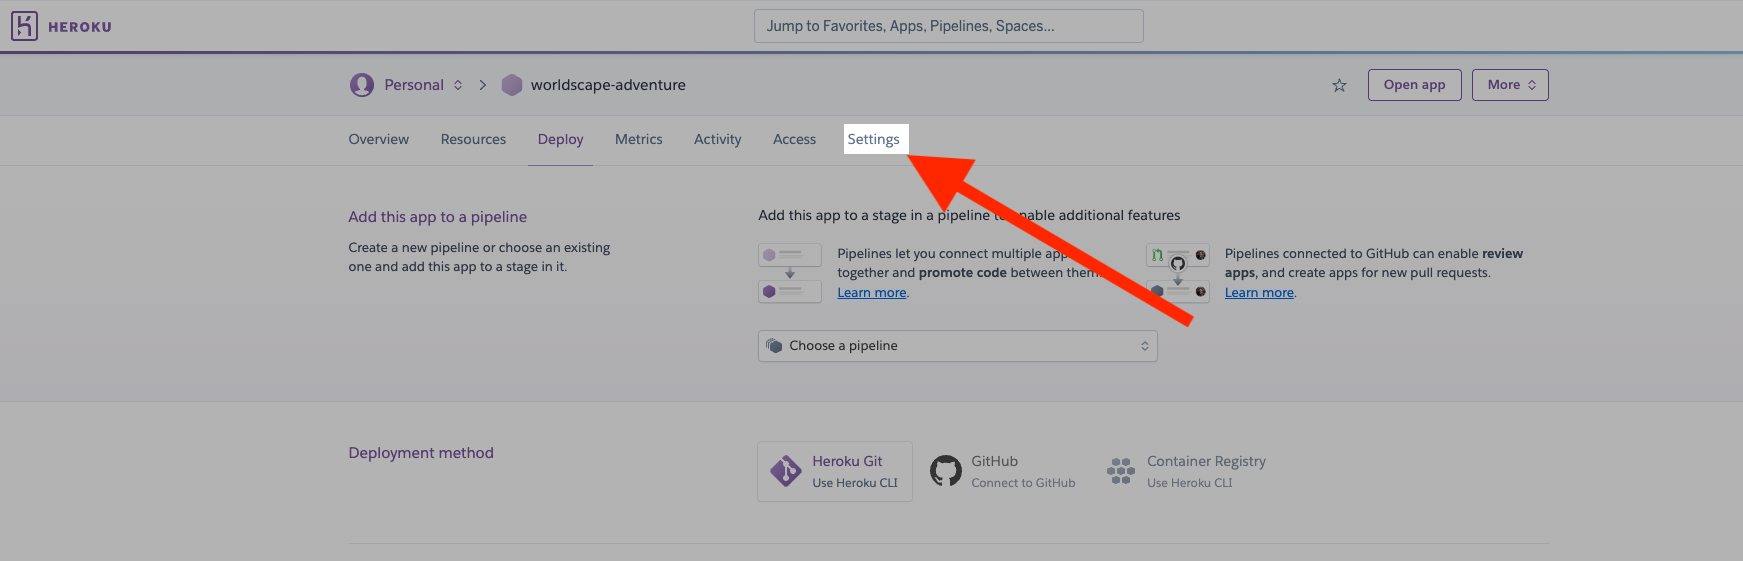 HEROKU
Jump to Favorites, Apps, Pipelines, Spaces...
Personal
worldscape-adventure
Open app
More
Overview
Resources
Deploy
Metrics
Activity
Access
Settings
Add this app to a pipeline
Create a new pipeline or choose an existing
one and add this app to a stage in it.
Add this app to a stage in a pipeline to enable additional features
Pipelines let you connect multiple apps
together and promote code between them.
Learn more.
Pipelines connected to GitHub can enable review
apps, and create apps for new pull requests.
Learn more.
Choose a pipeline
Deployment method
Heroku Git
Use Heroku CLI
GitHub
Connect to GitHub
Container Registry
Use Heroku CLI